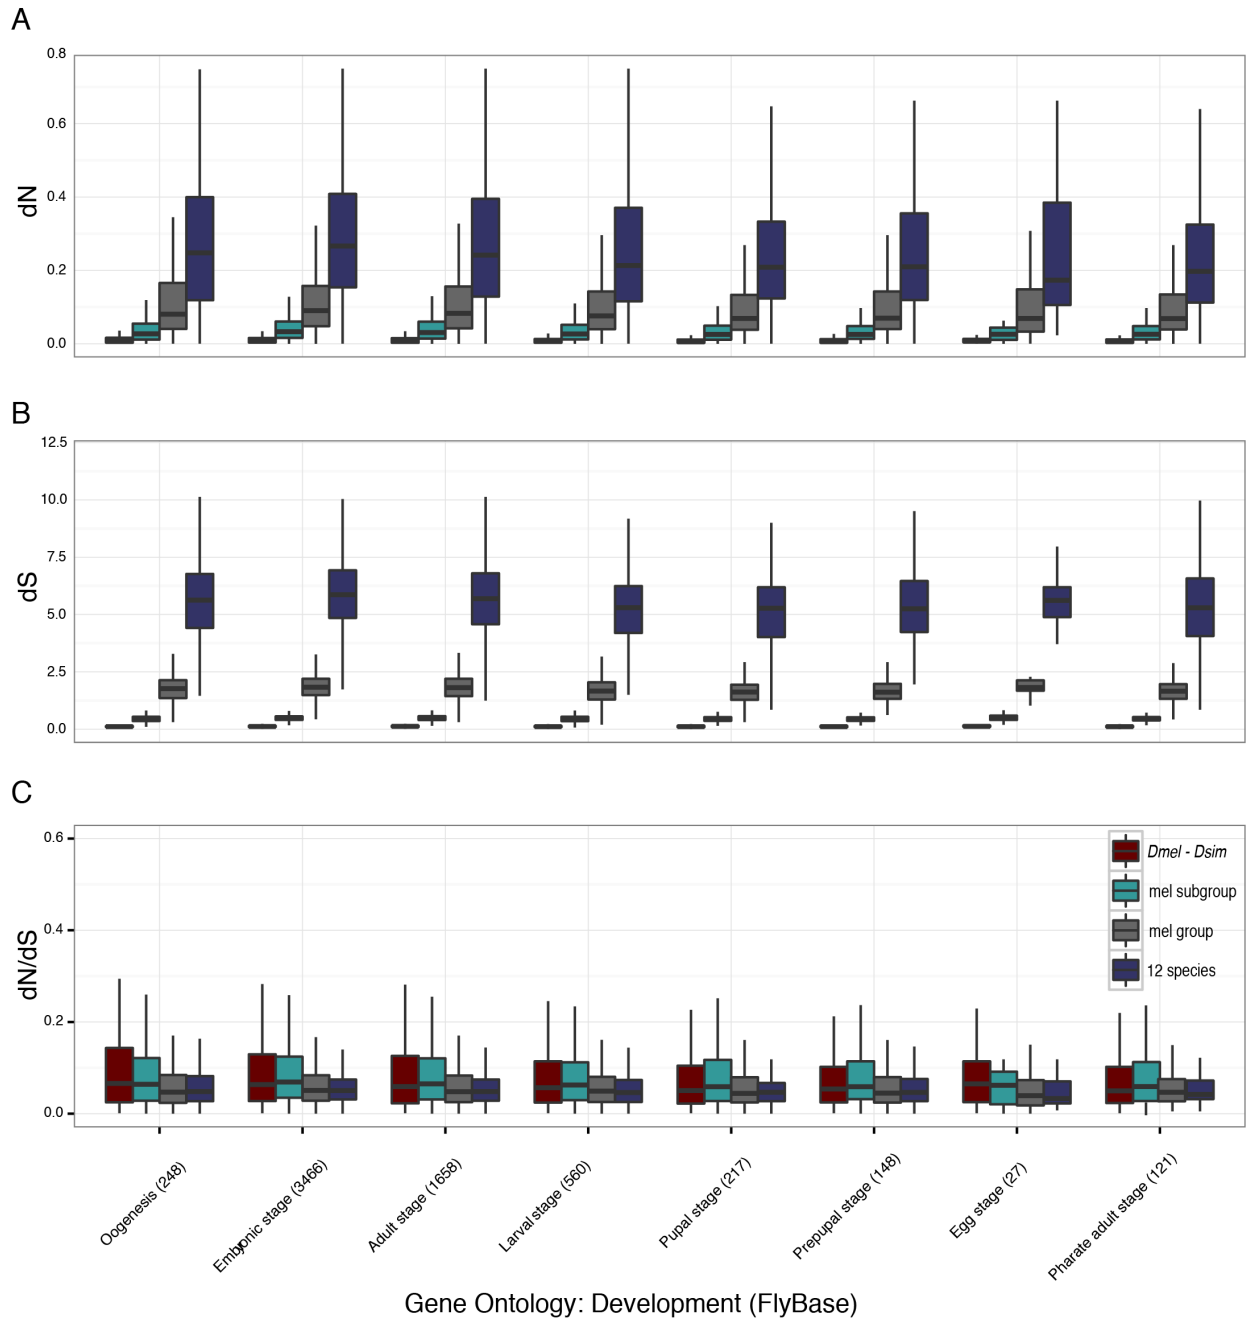 A
0.8
0.6
0.4
0.2
0.0
dN
B
12.5
10.0
7.5
5.0
2.5
0.0
dS
C
0.6
0.4
0.2
0.0
dN/dS
Dmel - Dsim
mel subgroup
mel group
12 species
Oogenesis (248)
Embryonic stage (3466)
Adult stage (1658)
Larval stage (560)
Pupal stage (217)
Prepupal stage (148)
Egg stage (27)
Pharate adult stage (121)
Gene Ontology: Development (FlyBase)